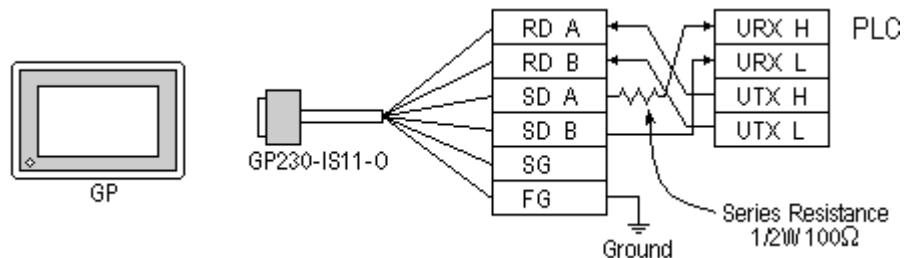 RD A
RD B
SD A
SD B
SG
FG
URX H
URX L
UTX H
UTX L
PLC
GP
GP230-IS11-O
Ground
Series Resistance
1/2W 100Ω